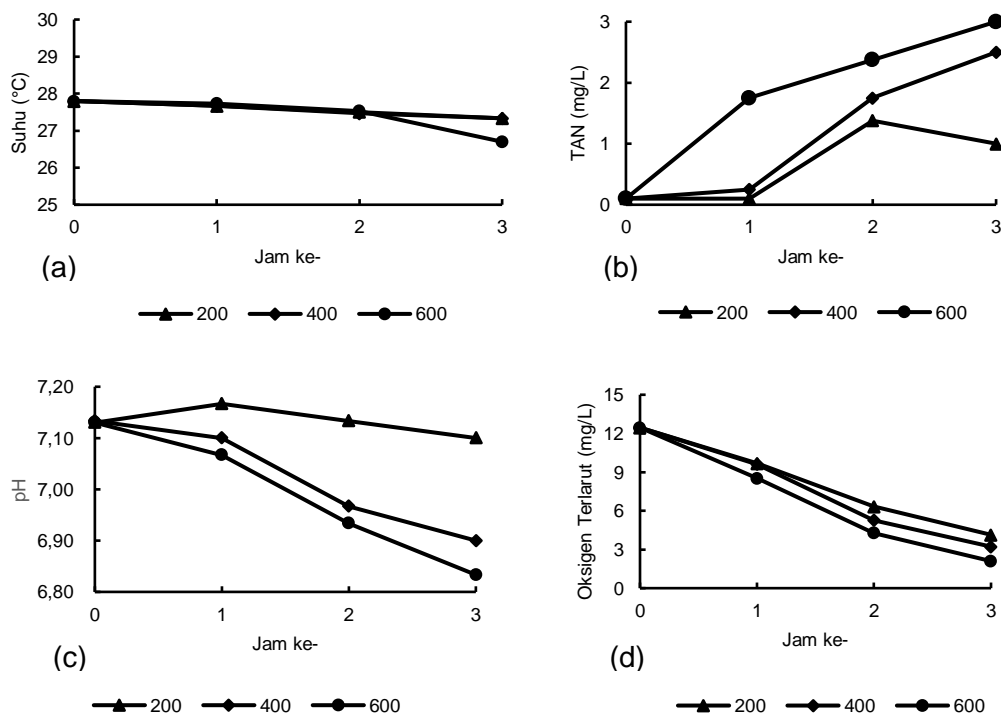 30
29
28
27
26
25
Suhu (°C)
0 1 2 3
Jam ke-
(a)
200 400 600
3
2
1
0
TAN (mg/L)
0 1 2 3
Jam ke-
(b)
200 400 600
7,20
7,10
7,00
6,90
6,80
pH
0 1 2 3
Jam ke-
(c)
200 400 600
15
12
9
6
3
0
Oksigen Terlarut (mg/L)
0 1 2 3
Jam ke-
(d)
200 400 600